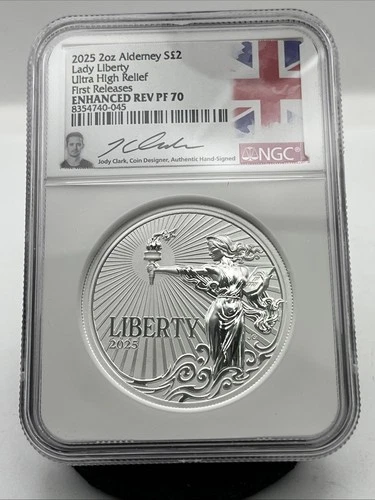 2025 2oz Alderney S£2
Lady Liberty
Ultra High Relief
First Releases
ENHANCED REV PF 70
8354740-045
Jody Clark, Coin Designer, Authentic Hand-Signed
NGC
LIBERTY
2025